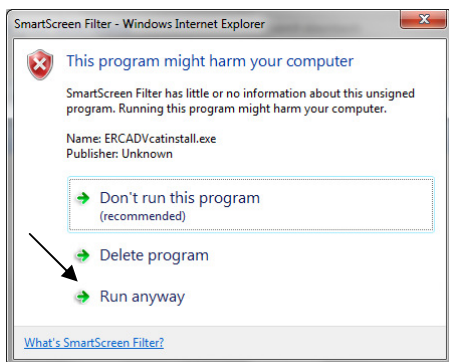 SmartScreen Filter - Windows Internet Explorer
This program might harm your computer
SmartScreen Filter has little or no information about this unsigned
program. Running this program might harm your computer.
Name: ERCADVcatinstall.exe
Publisher: Unknown
Don't run this program
(recommended)
Delete program
Run anyway
What's SmartScreen Filter?